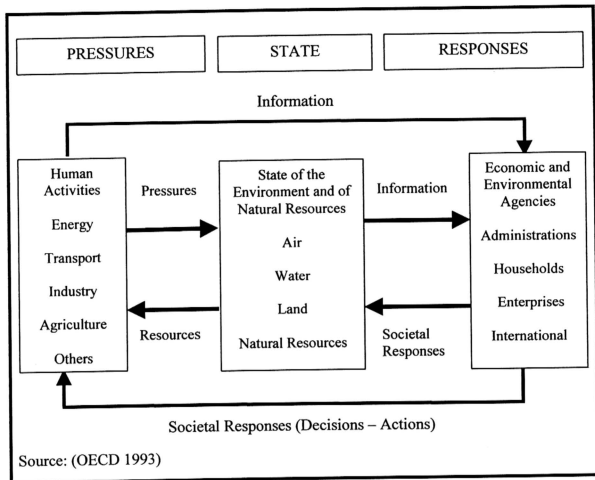 PRESSURES
STATE
RESPONSES
Information
Human
Activities
Energy
Transport
Industry
Agriculture
Others
Pressures
Resources
State of the
Environment and of
Natural Resources
Air
Water
Land
Natural Resources
Information
Societal
Responses
Economic and
Environmental
Agencies
Administrations
Households
Enterprises
International
Societal Responses (Decisions – Actions)
Source: (OECD 1993)